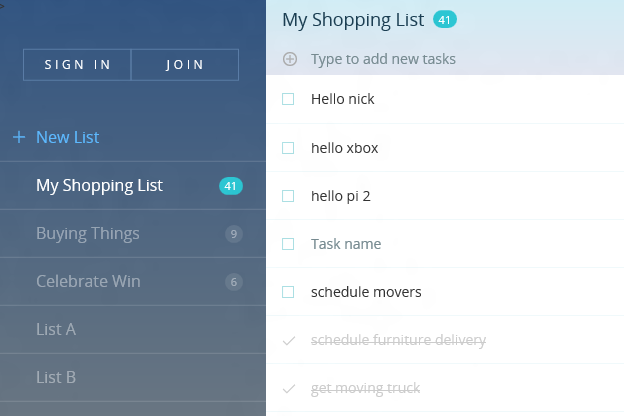 >
SIGN IN
JOIN
+ New List
My Shopping List 41
Buying Things 9
Celebrate Win 6
List A
List B
My Shopping List 41
Type to add new tasks
Hello nick
hello xbox
hello pi 2
Task name
schedule movers
schedule furniture delivery
get moving truck